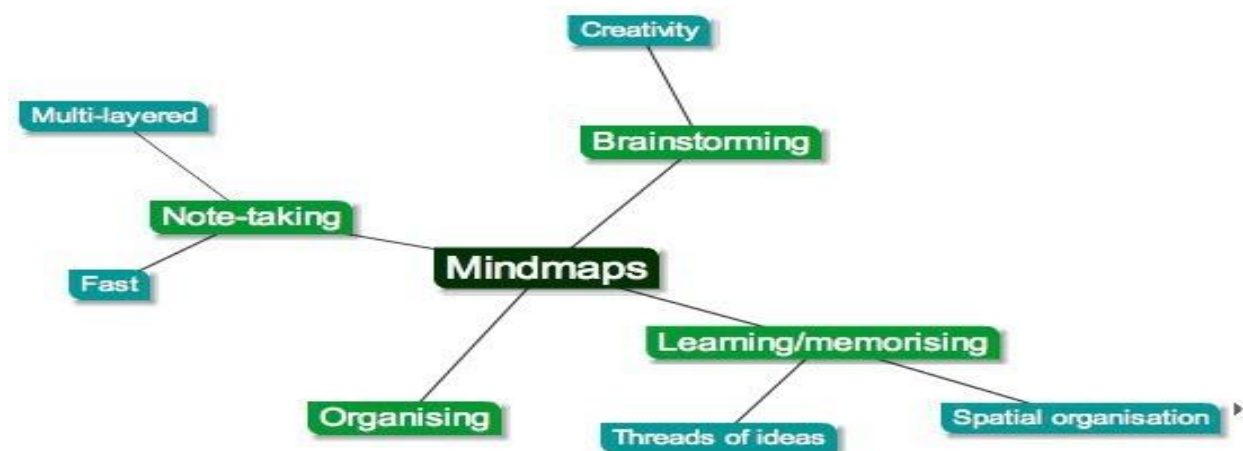 Creativity
Multi-layered
Brainstorming
Note-taking
Mindmaps
Fast
Learning/memorising
Organising
Spatial organisation
Threads of ideas